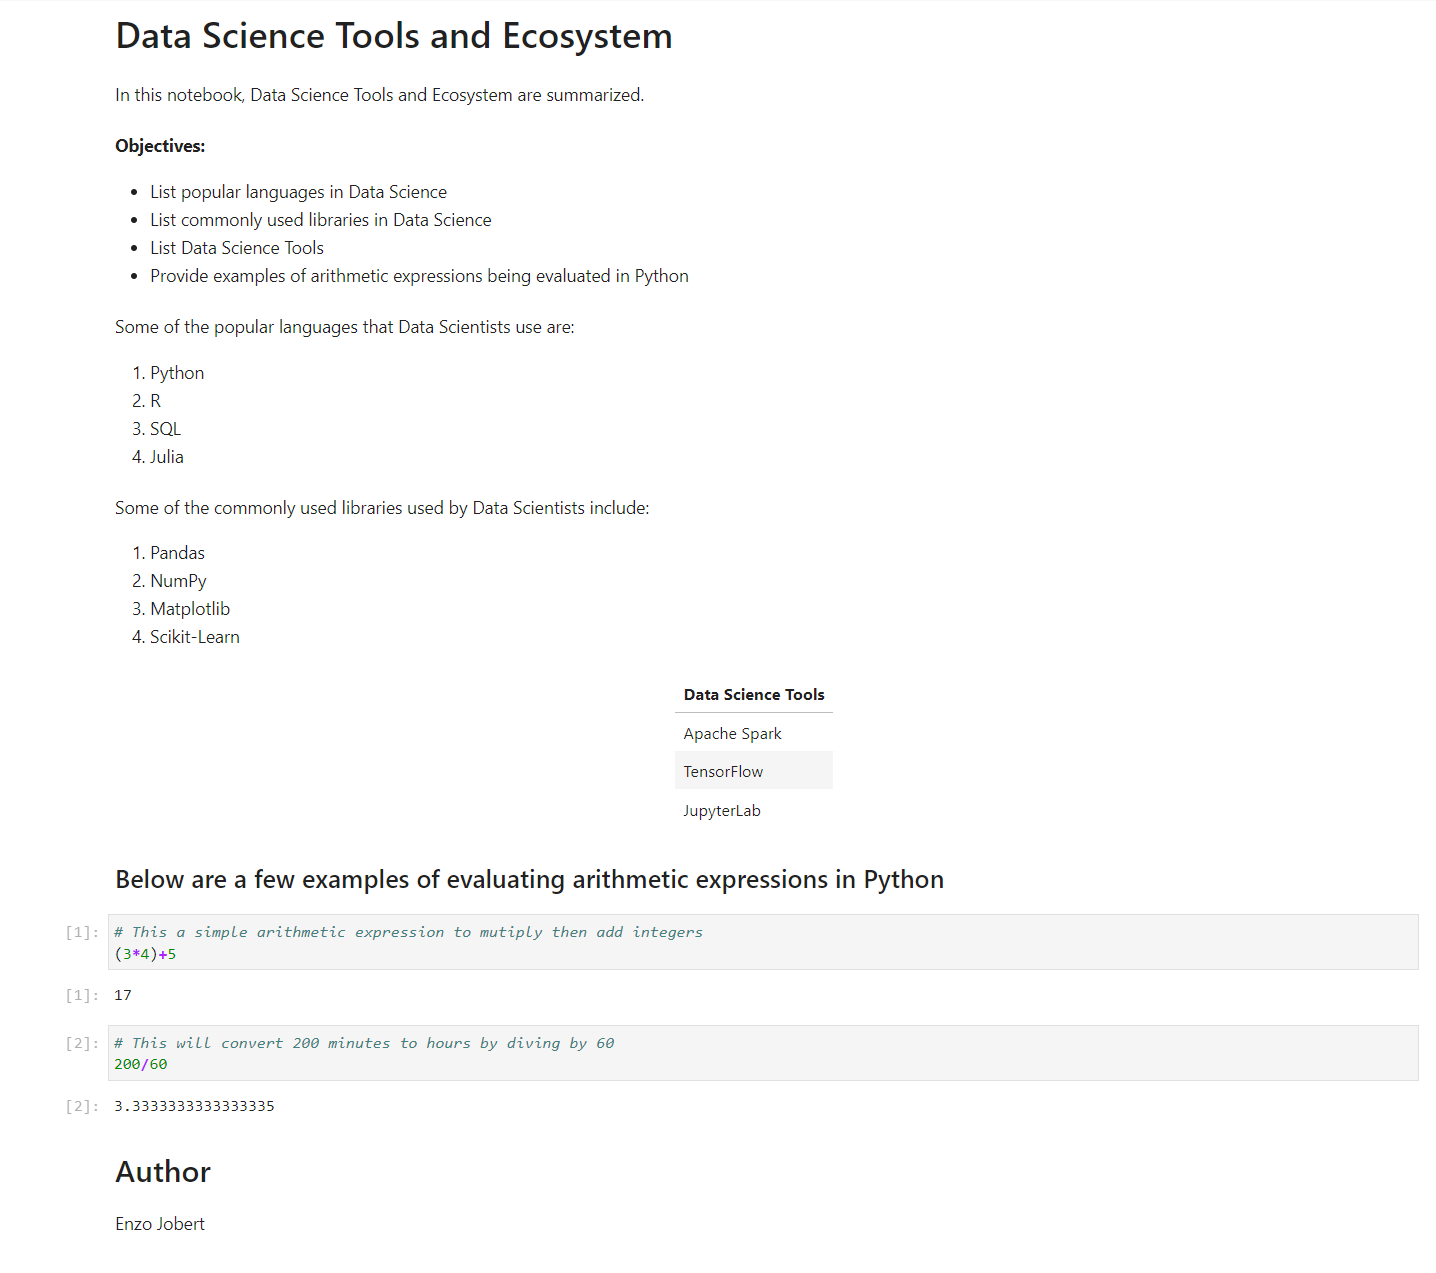 Data Science Tools and Ecosystem
In this notebook, Data Science Tools and Ecosystem are summarized.
Objectives:
• List popular languages in Data Science
• List commonly used libraries in Data Science
• List Data Science Tools
• Provide examples of arithmetic expressions being evaluated in Python
Some of the popular languages that Data Scientists use are:
1. Python
2. R
3. SQL
4. Julia
Some of the commonly used libraries used by Data Scientists include:
1. Pandas
2. NumPy
3. Matplotlib
4. Scikit-Learn
Data Science Tools
Apache Spark
TensorFlow
JupyterLab
Below are a few examples of evaluating arithmetic expressions in Python
[1]: # This a simple arithmetic expression to mutiply then add integers
(3*4)+5
[1]: 17
[2]: # This will convert 200 minutes to hours by diving by 60
200/60
[2]: 3.3333333333333335
Author
Enzo Jobert